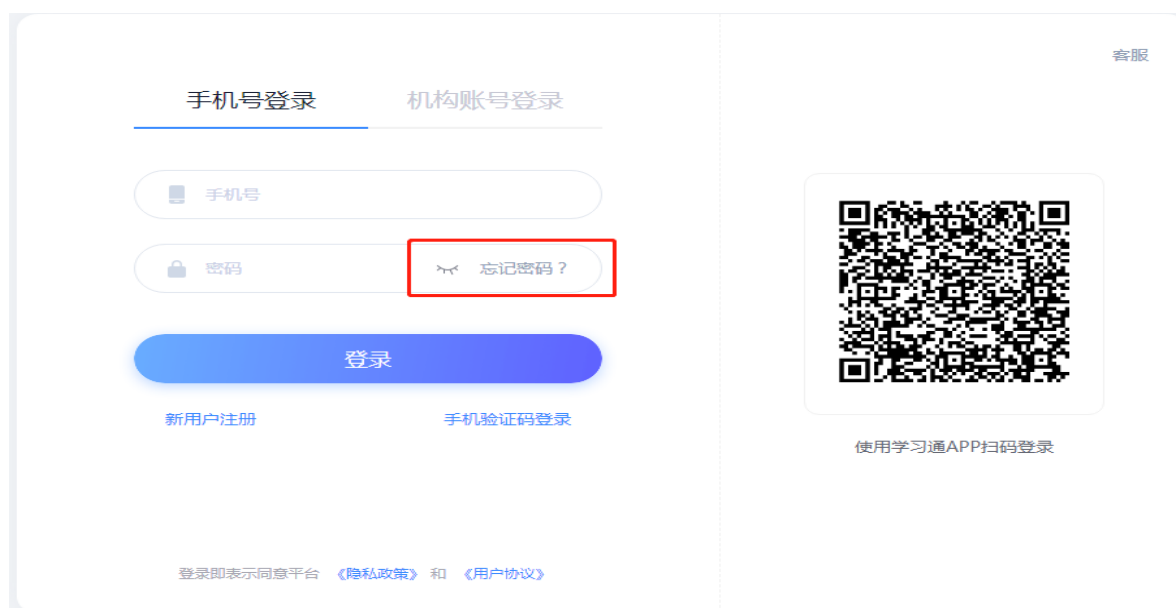 客服
手机号登录 机构账号登录
手机号
密码 忘记密码？
登录
新用户注册 手机验证码登录
使用学习通APP扫码登录
登录即表示同意平台 《隐私政策》 和 《用户协议》